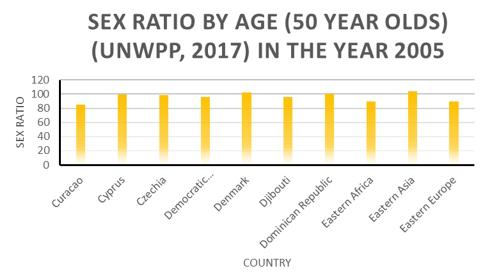 SEX RATIO BY AGE (50 YEAR OLDS)
(UNWPP, 2017) IN THE YEAR 2005
SEX RATIO
120
100
80
60
40
20
0
Curacao
Cyprus
Czechia
Democratic...
Denmark
Djibouti
Dominican Republic
Eastern Africa
Eastern Asia
Eastern Europe
COUNTRY